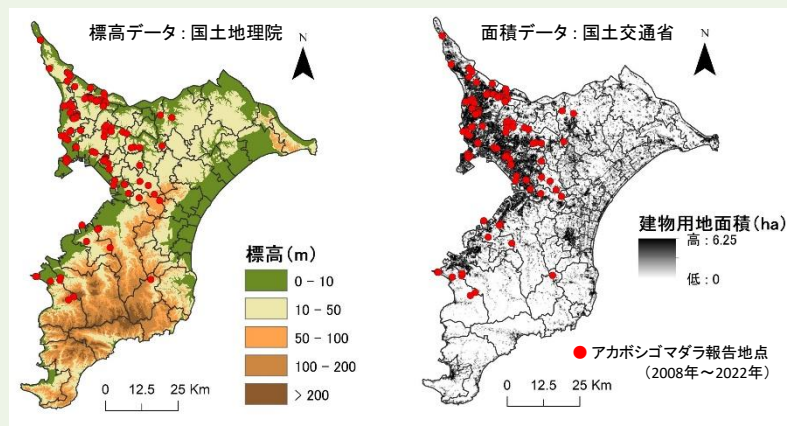 標高データ：国土地理院
N
標高(m)
0 - 10
10 - 50
50 - 100
100 - 200
> 200
0 12.5 25 Km
面積データ：国土交通省
N
建物用地面積(ha)
高：6.25
低：0
アカボシゴマダラ報告地点
（2008年～2022年）
0 12.5 25 Km